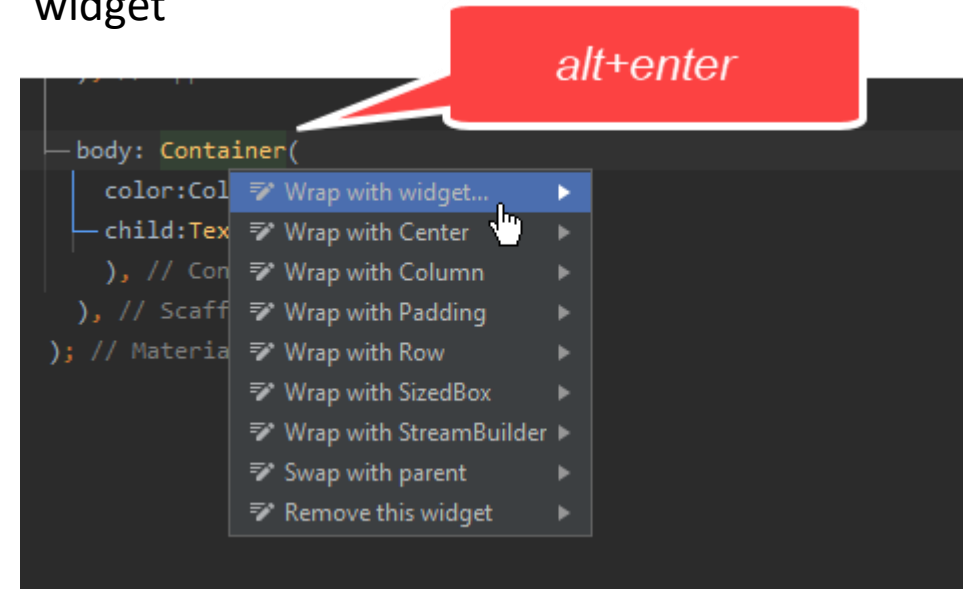 widget
alt+enter
body: Container(
color:Col
child:Tex
), // Con
), // Scaff
); // Materia
Wrap with widget...
Wrap with Center
Wrap with Column
Wrap with Padding
Wrap with Row
Wrap with SizedBox
Wrap with StreamBuilder
Swap with parent
Remove this widget